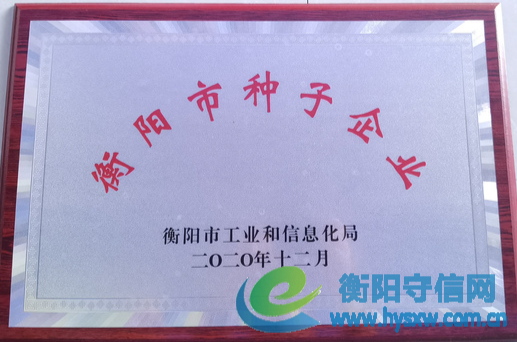 衡阳市种子企业
衡阳市工业和信息化局
二〇二〇年十二月
衡阳守信网
www.hysxw.com.cn